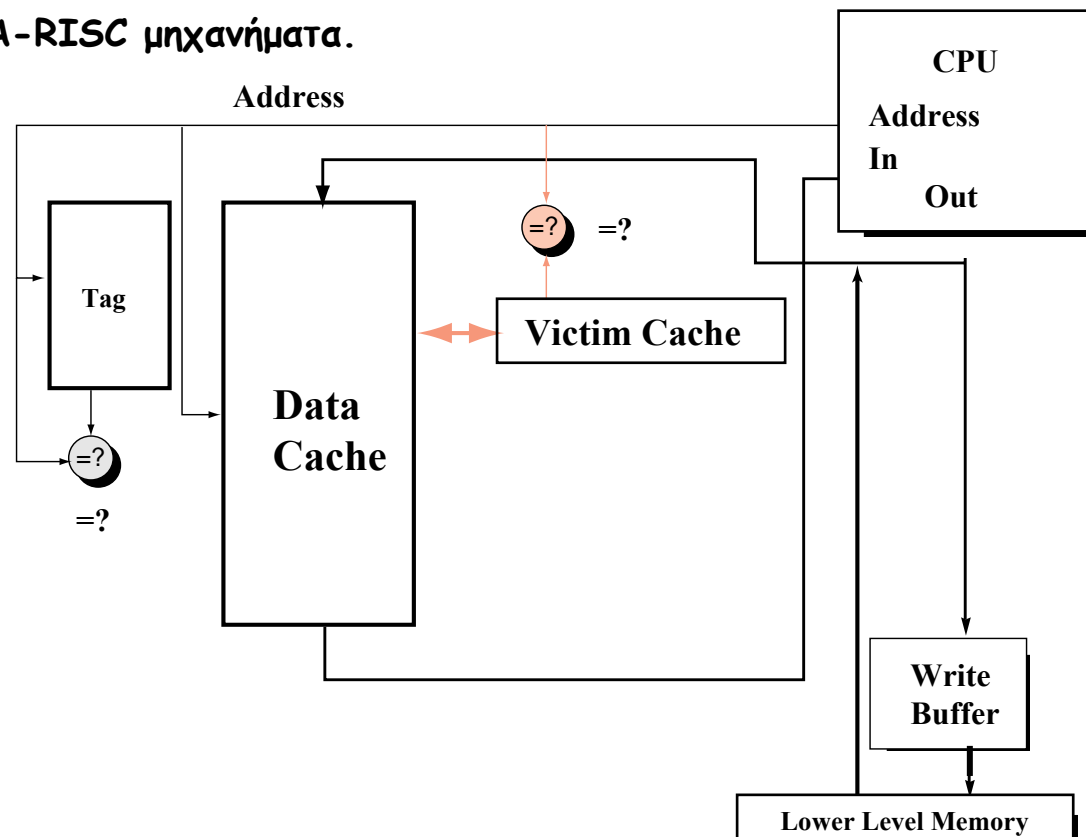 A-RISC μηχανήματα.
CPU
Address
Address
In
Out
=?
=?
Tag
Victim Cache
Data
Cache
=?
=?
Write
Buffer
Lower Level Memory